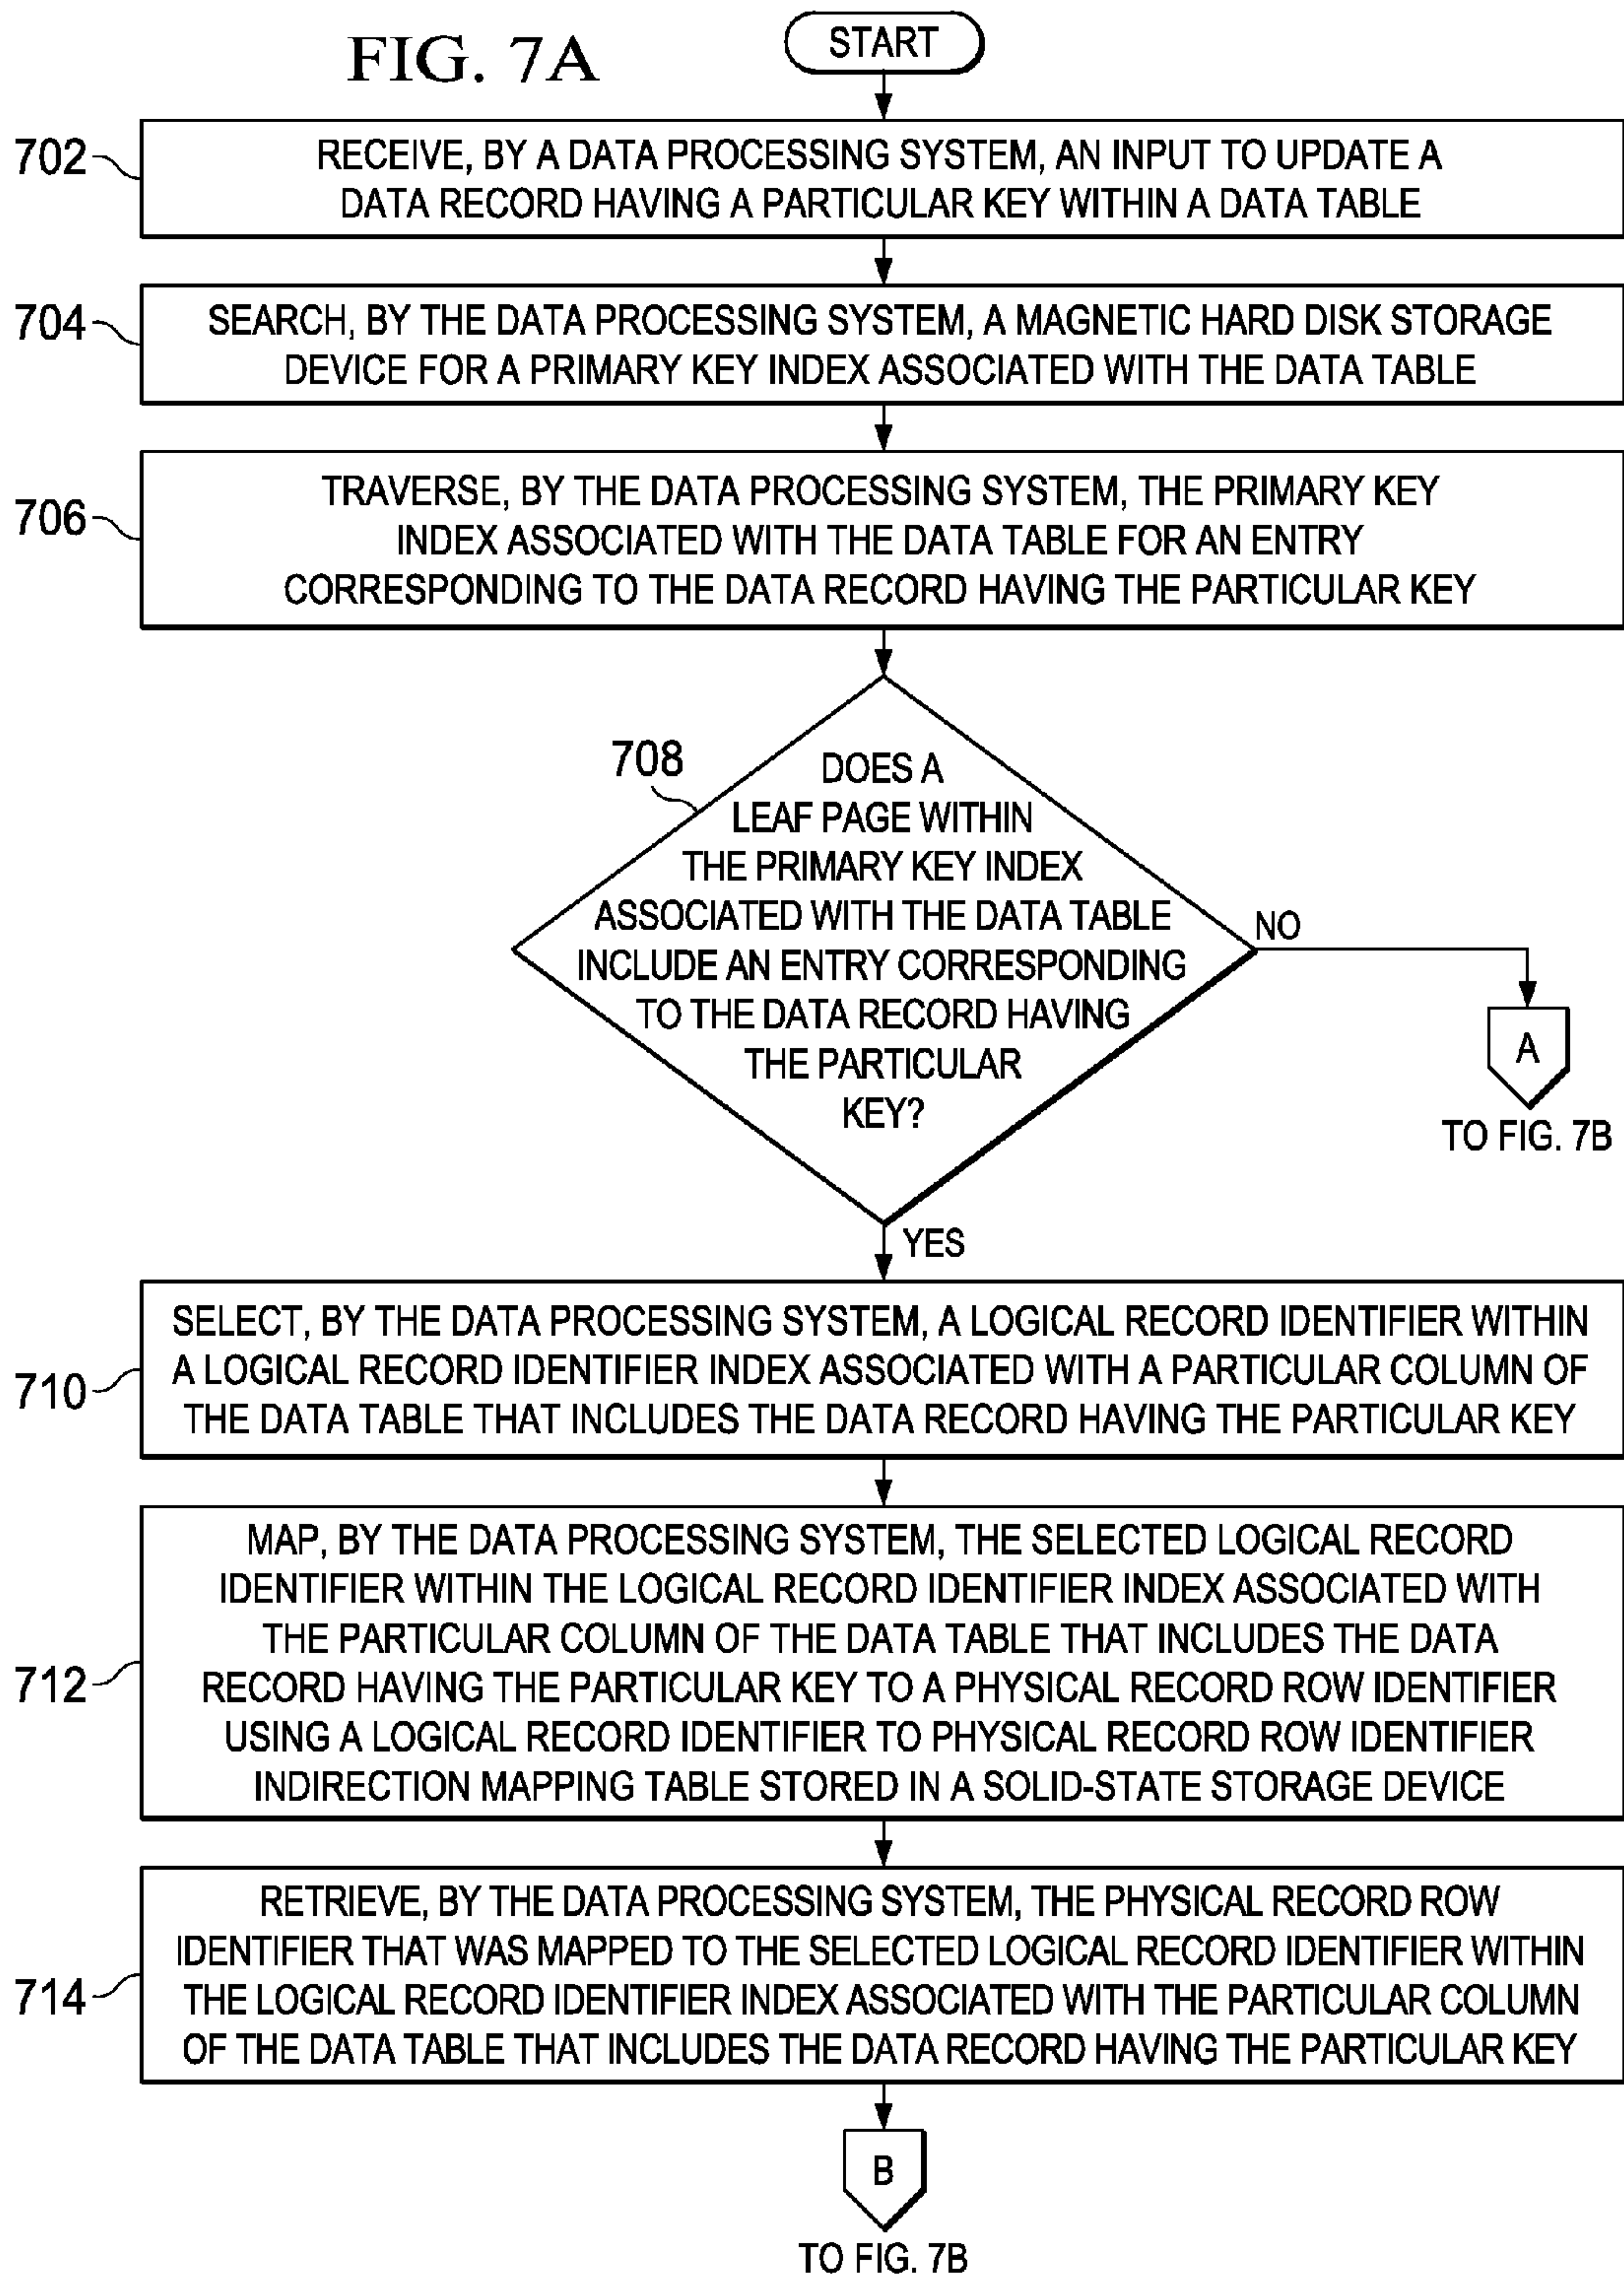 FIG. 7A
START
702
RECEIVE, BY A DATA PROCESSING SYSTEM, AN INPUT TO UPDATE A
DATA RECORD HAVING A PARTICULAR KEY WITHIN A DATA TABLE
704
SEARCH, BY THE DATA PROCESSING SYSTEM, A MAGNETIC HARD DISK STORAGE
DEVICE FOR A PRIMARY KEY INDEX ASSOCIATED WITH THE DATA TABLE
706
TRAVERSE, BY THE DATA PROCESSING SYSTEM, THE PRIMARY KEY
INDEX ASSOCIATED WITH THE DATA TABLE FOR AN ENTRY
CORRESPONDING TO THE DATA RECORD HAVING THE PARTICULAR KEY
708
DOES A
LEAF PAGE WITHIN
THE PRIMARY KEY INDEX
ASSOCIATED WITH THE DATA TABLE
INCLUDE AN ENTRY CORRESPONDING
TO THE DATA RECORD HAVING
THE PARTICULAR
KEY?
NO
A
TO FIG. 7B
YES
710
SELECT, BY THE DATA PROCESSING SYSTEM, A LOGICAL RECORD IDENTIFIER WITHIN
A LOGICAL RECORD IDENTIFIER INDEX ASSOCIATED WITH A PARTICULAR COLUMN OF
THE DATA TABLE THAT INCLUDES THE DATA RECORD HAVING THE PARTICULAR KEY
712
MAP, BY THE DATA PROCESSING SYSTEM, THE SELECTED LOGICAL RECORD
IDENTIFIER WITHIN THE LOGICAL RECORD IDENTIFIER INDEX ASSOCIATED WITH
THE PARTICULAR COLUMN OF THE DATA TABLE THAT INCLUDES THE DATA
RECORD HAVING THE PARTICULAR KEY TO A PHYSICAL RECORD ROW IDENTIFIER
USING A LOGICAL RECORD IDENTIFIER TO PHYSICAL RECORD ROW IDENTIFIER
INDIRECTION MAPPING TABLE STORED IN A SOLID-STATE STORAGE DEVICE
714
RETRIEVE, BY THE DATA PROCESSING SYSTEM, THE PHYSICAL RECORD ROW
IDENTIFIER THAT WAS MAPPED TO THE SELECTED LOGICAL RECORD IDENTIFIER WITHIN
THE LOGICAL RECORD IDENTIFIER INDEX ASSOCIATED WITH THE PARTICULAR COLUMN
OF THE DATA TABLE THAT INCLUDES THE DATA RECORD HAVING THE PARTICULAR KEY
B
TO FIG. 7B